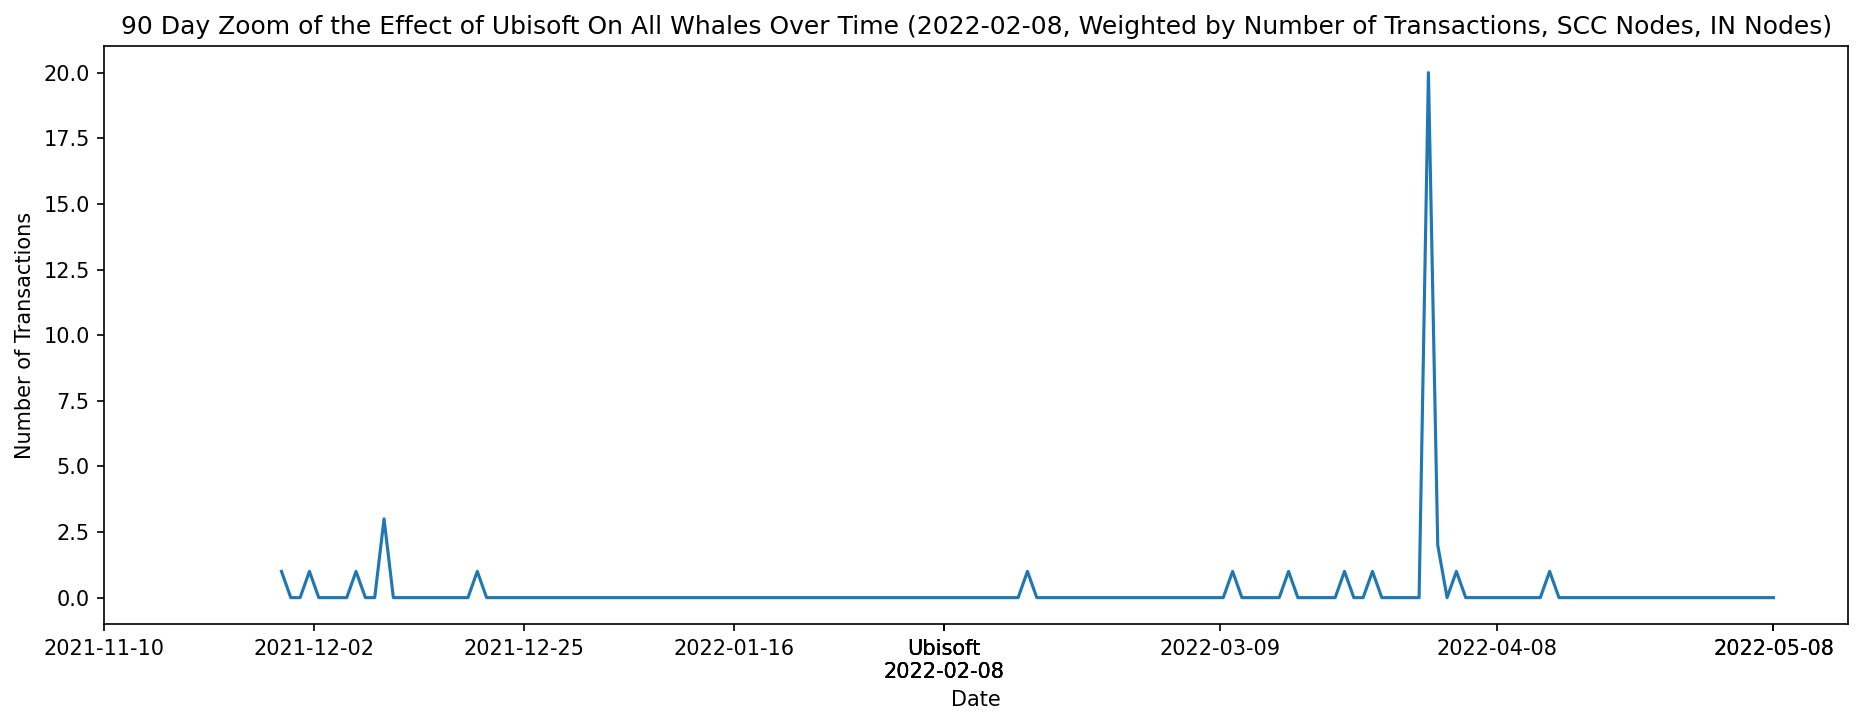 90 Day Zoom of the Effect of Ubisoft On All Whales Over Time (2022-02-08, Weighted by Number of Transactions, SCC Nodes, IN Nodes)
20.0
17.5
15.0
12.5
10.0
7.5
5.0
2.5
0.0
Number of Transactions
2021-11-10 2021-12-02 2021-12-25 2022-01-16 Ubisoft 2022-03-09 2022-04-08 2022-05-08
2022-02-08
Date